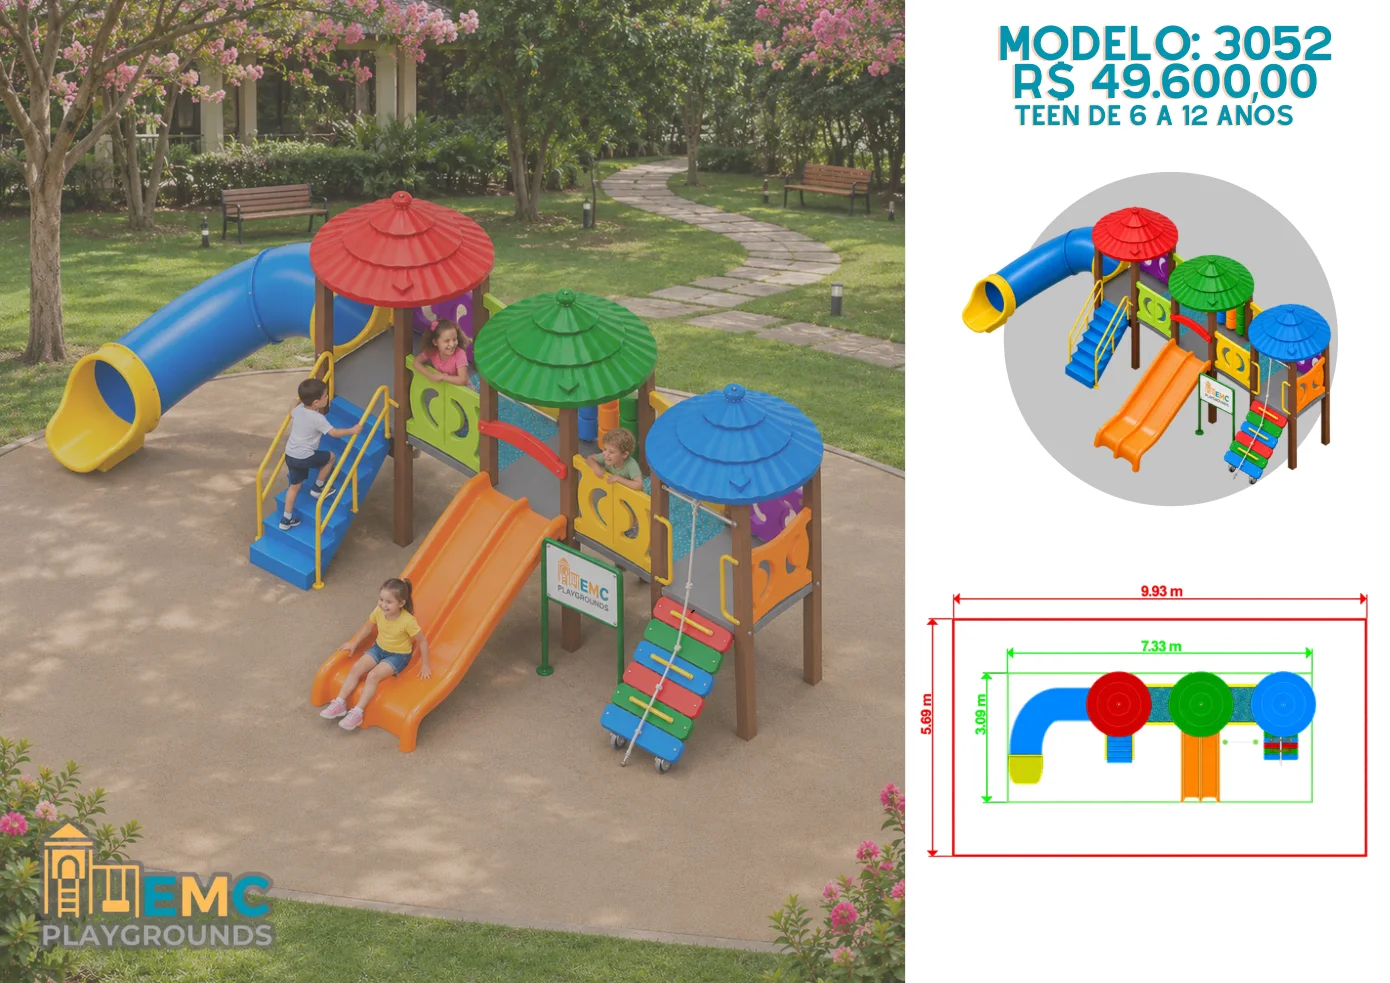 MODELO: 3052
R$ 49.600,00
TEEN DE 6 A 12 ANOS
EMC
PLAYGROUNDS
EMC
PLAYGROUNDS
9.93 m
7.33 m
5.69 m
3.09 m
EMC
PLAYGROUNDS